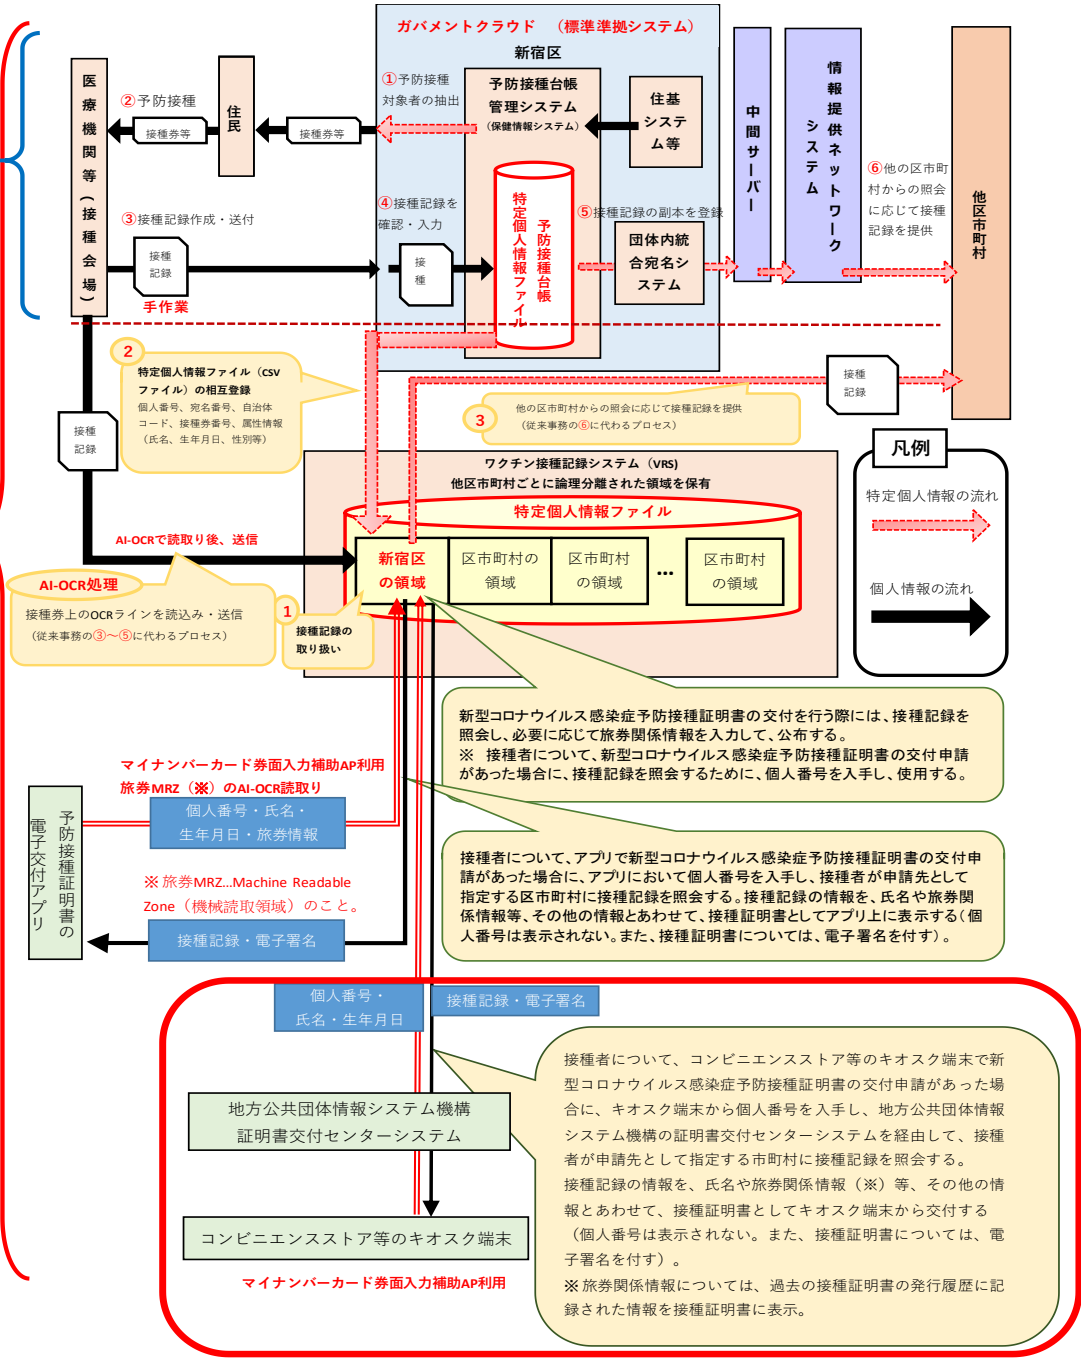 ガバメントクラウド　（標準準拠システム）
新宿区
医療機関等（接種会場）
②予防接種
接種券等
住民
接種券等
①予防接種
対象者の抽出
予防接種台帳
管理システム
（保健情報システム）
住基
システ
ム等
中間サーバー
情報提供ネットワーク
システム
他区市町村
⑥他の区市町
村からの照会
に応じて接種
記録を提供
③接種記録作成・送付
接種
記録
手作業
④接種記録を
確認・入力
接
種
予防接種台帳
特定個人情報ファイル
⑤接種記録の副本を登録
団体内統
合宛名シ
ステム
2
特定個人情報ファイル（CSV
ファイル）の相互登録
個人番号、宛名番号、自治体
コード、接種券番号、属性情報
（氏名、生年月日、性別等）
接種
記録
3
他の区市町村からの照会に応じて接種記録を提供
（従来事務の⑥に代わるプロセス）
接種
記録
凡例
特定個人情報の流れ
個人情報の流れ
ワクチン接種記録システム（VRS）
他区市町村ごとに論理分離された領域を保有
特定個人情報ファイル
新宿区
の領域
区市町村の
領域
区市町村
の領域
…
区市町村
の領域
AI-OCRで読取り後、送信
AI-OCR処理
接種券上のOCRラインを読込み・送信
（従来事務の③～⑤に代わるプロセス）
1
接種記録の
取り扱い
新型コロナウイルス感染症予防接種証明書の交付を行う際には、接種記録を
照会し、必要に応じて旅券関係情報を入力して、公布する。
※　接種者について、新型コロナウイルス感染症予防接種証明書の交付申請
があった場合に、接種記録を照会するために、個人番号を入手し、使用する。
マイナンバーカード券面入力補助AP利用
旅券MRZ（※）のAI-OCR読取り
個人番号・氏名・
生年月日・旅券情報
予防接種証明書の
電子交付アプリ
※旅券MRZ…Machine Readable
Zone（機械読取領域）のこと。
接種記録・電子署名
接種者について、アプリで新型コロナウイルス感染症予防接種証明書の交付申
請があった場合に、アプリにおいて個人番号を入手し、接種者が申請先として
指定する区市町村に接種記録を照会する。接種記録の情報を、氏名や旅券関
係情報等、その他の情報とあわせて、接種証明書としてアプリ上に表示する（個
人番号は表示されない。また、接種証明書については、電子署名を付す）。
個人番号・
氏名・生年月日
接種記録・電子署名
地方公共団体情報システム機構
証明書交付センターシステム
コンビニエンスストア等のキオスク端末
マイナンバーカード券面入力補助AP利用
接種者について、コンビニエンスストア等のキオスク端末で新
型コロナウイルス感染症予防接種証明書の交付申請があった場
合に、キオスク端末から個人番号を入手し、地方公共団体情報
システム機構の証明書交付センターシステムを経由して、接種
者が申請先として指定する市町村に接種記録を照会する。
接種記録の情報を、氏名や旅券関係情報（※）等、その他の情
報とあわせて、接種証明書としてキオスク端末から交付する
（個人番号は表示されない。また、接種証明書については、電
子署名を付す）。
※旅券関係情報については、過去の接種証明書の発行履歴に記
録された情報を接種証明書に表示。